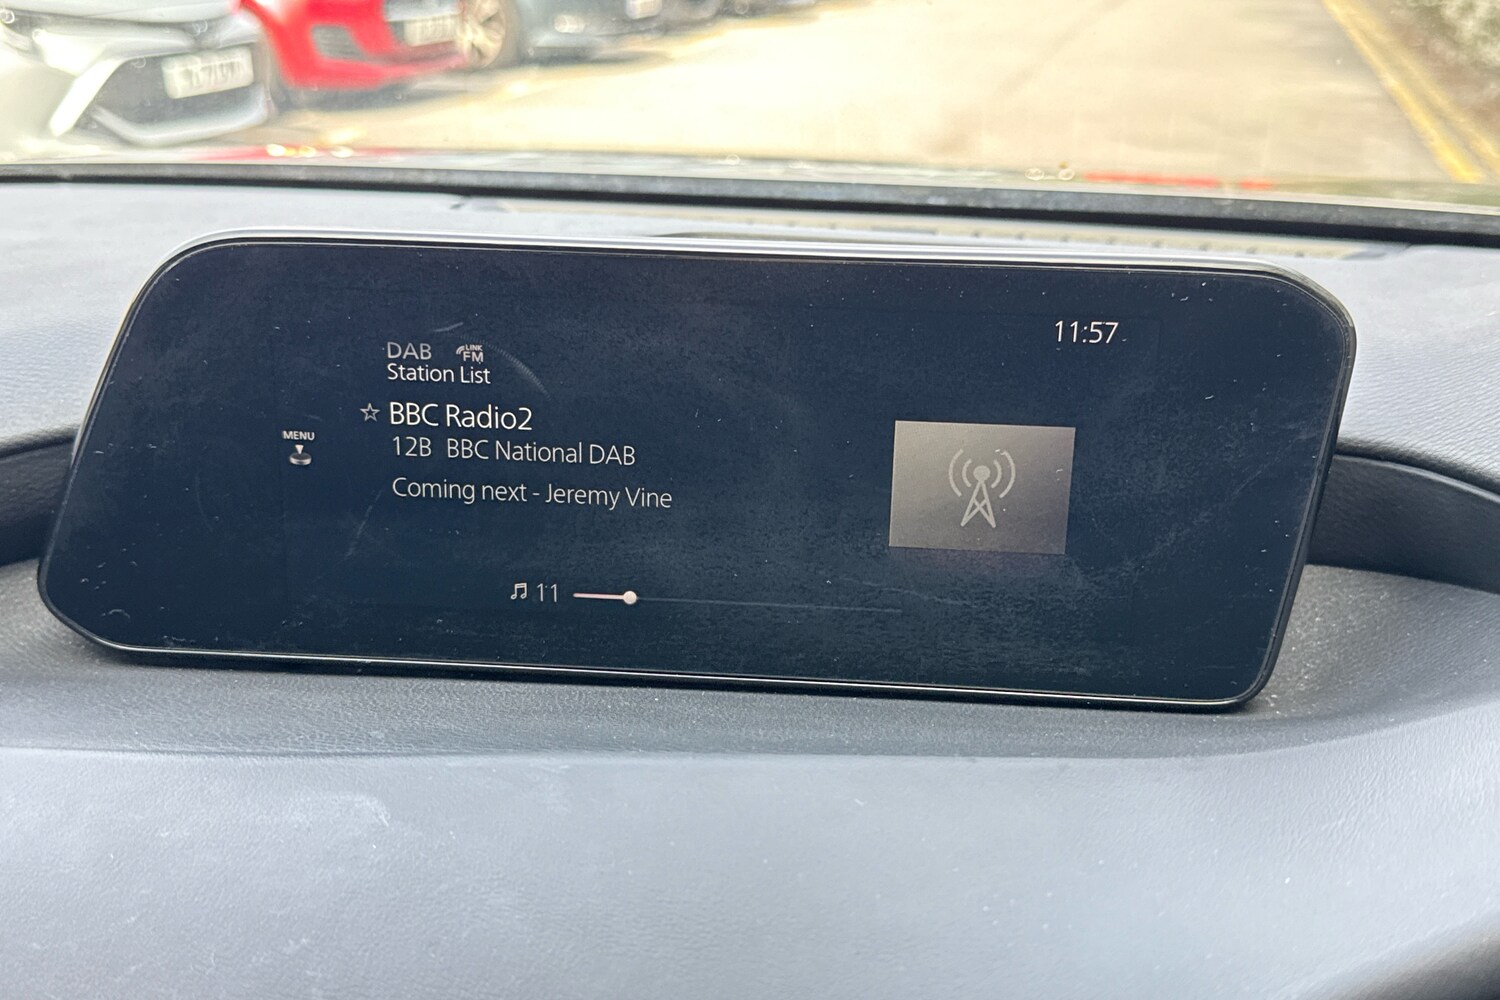 11:57
DAB LINK FM
Station List
BBC Radio2
MENU
12B BBC National DAB
Coming next - Jeremy Vine
11